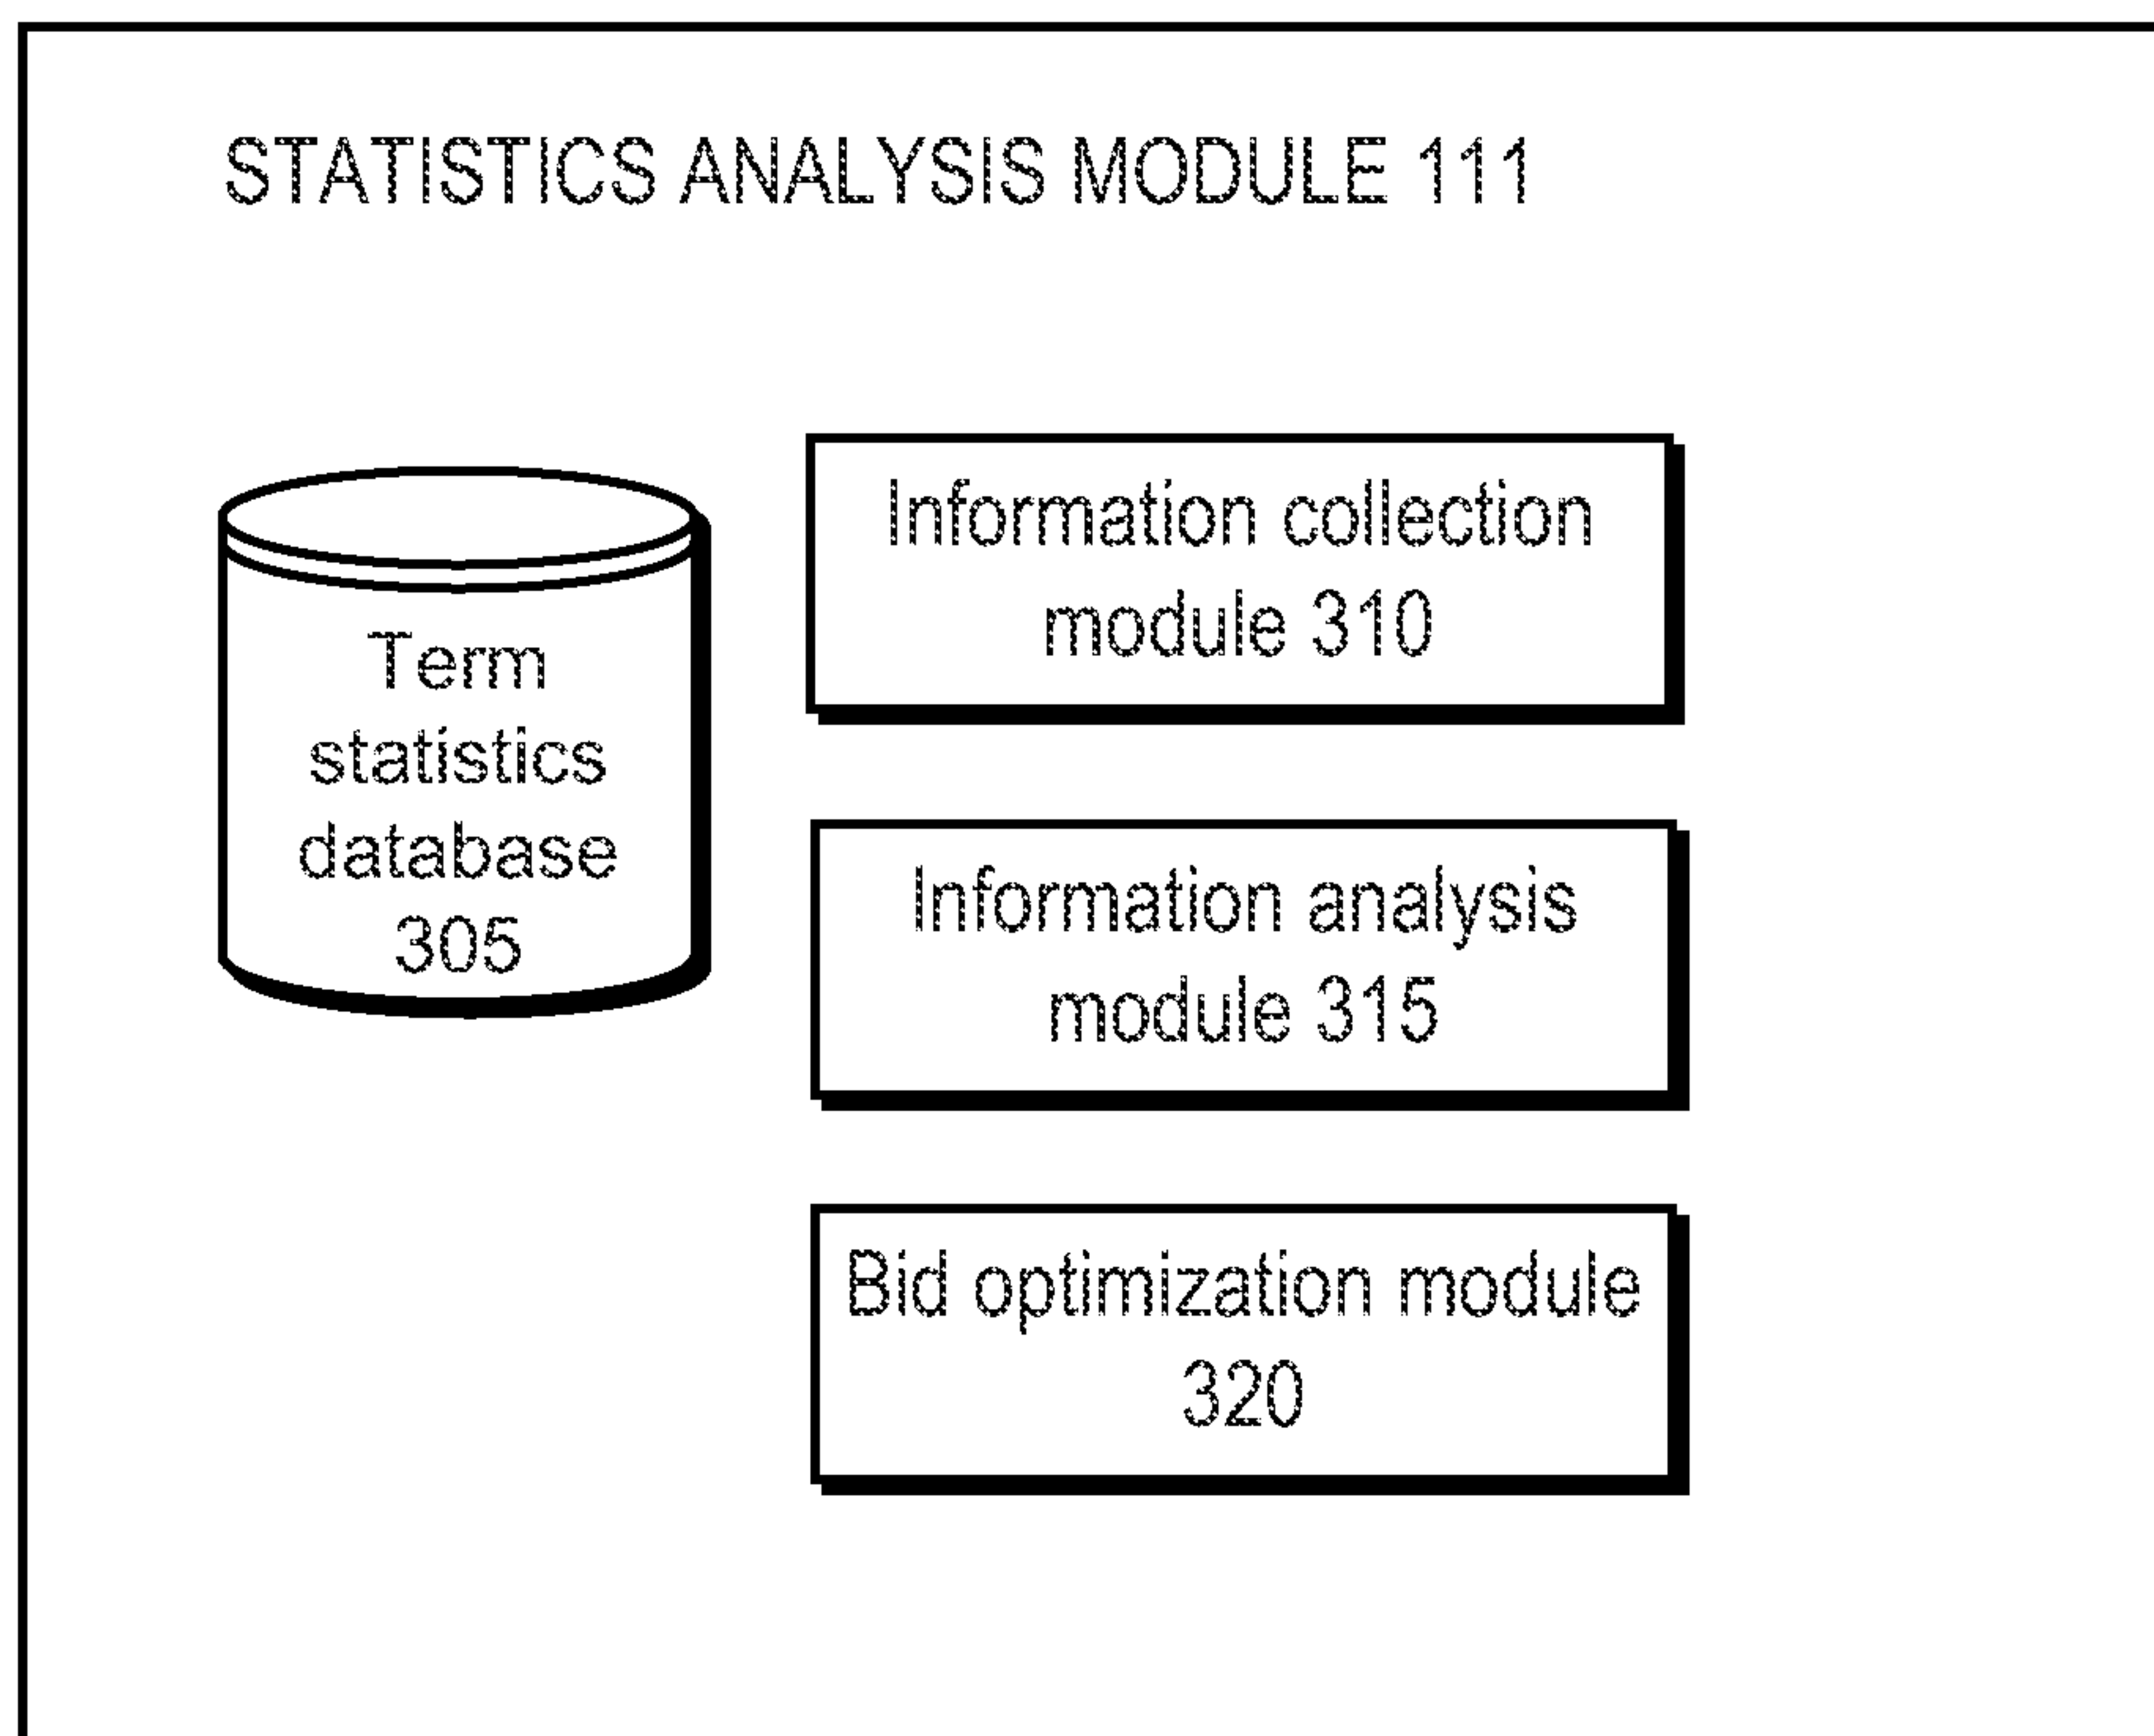 STATISTICS ANALYSIS MODULE 111
Term
statistics
database
305
Information collection
module 310
Information analysis
module 315
Bid optimization module
320